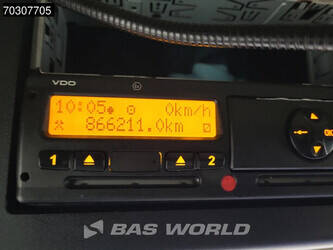 70307705
VDO
10:05 0km/h
866211.0km
1 2
OK
BAS WORLD